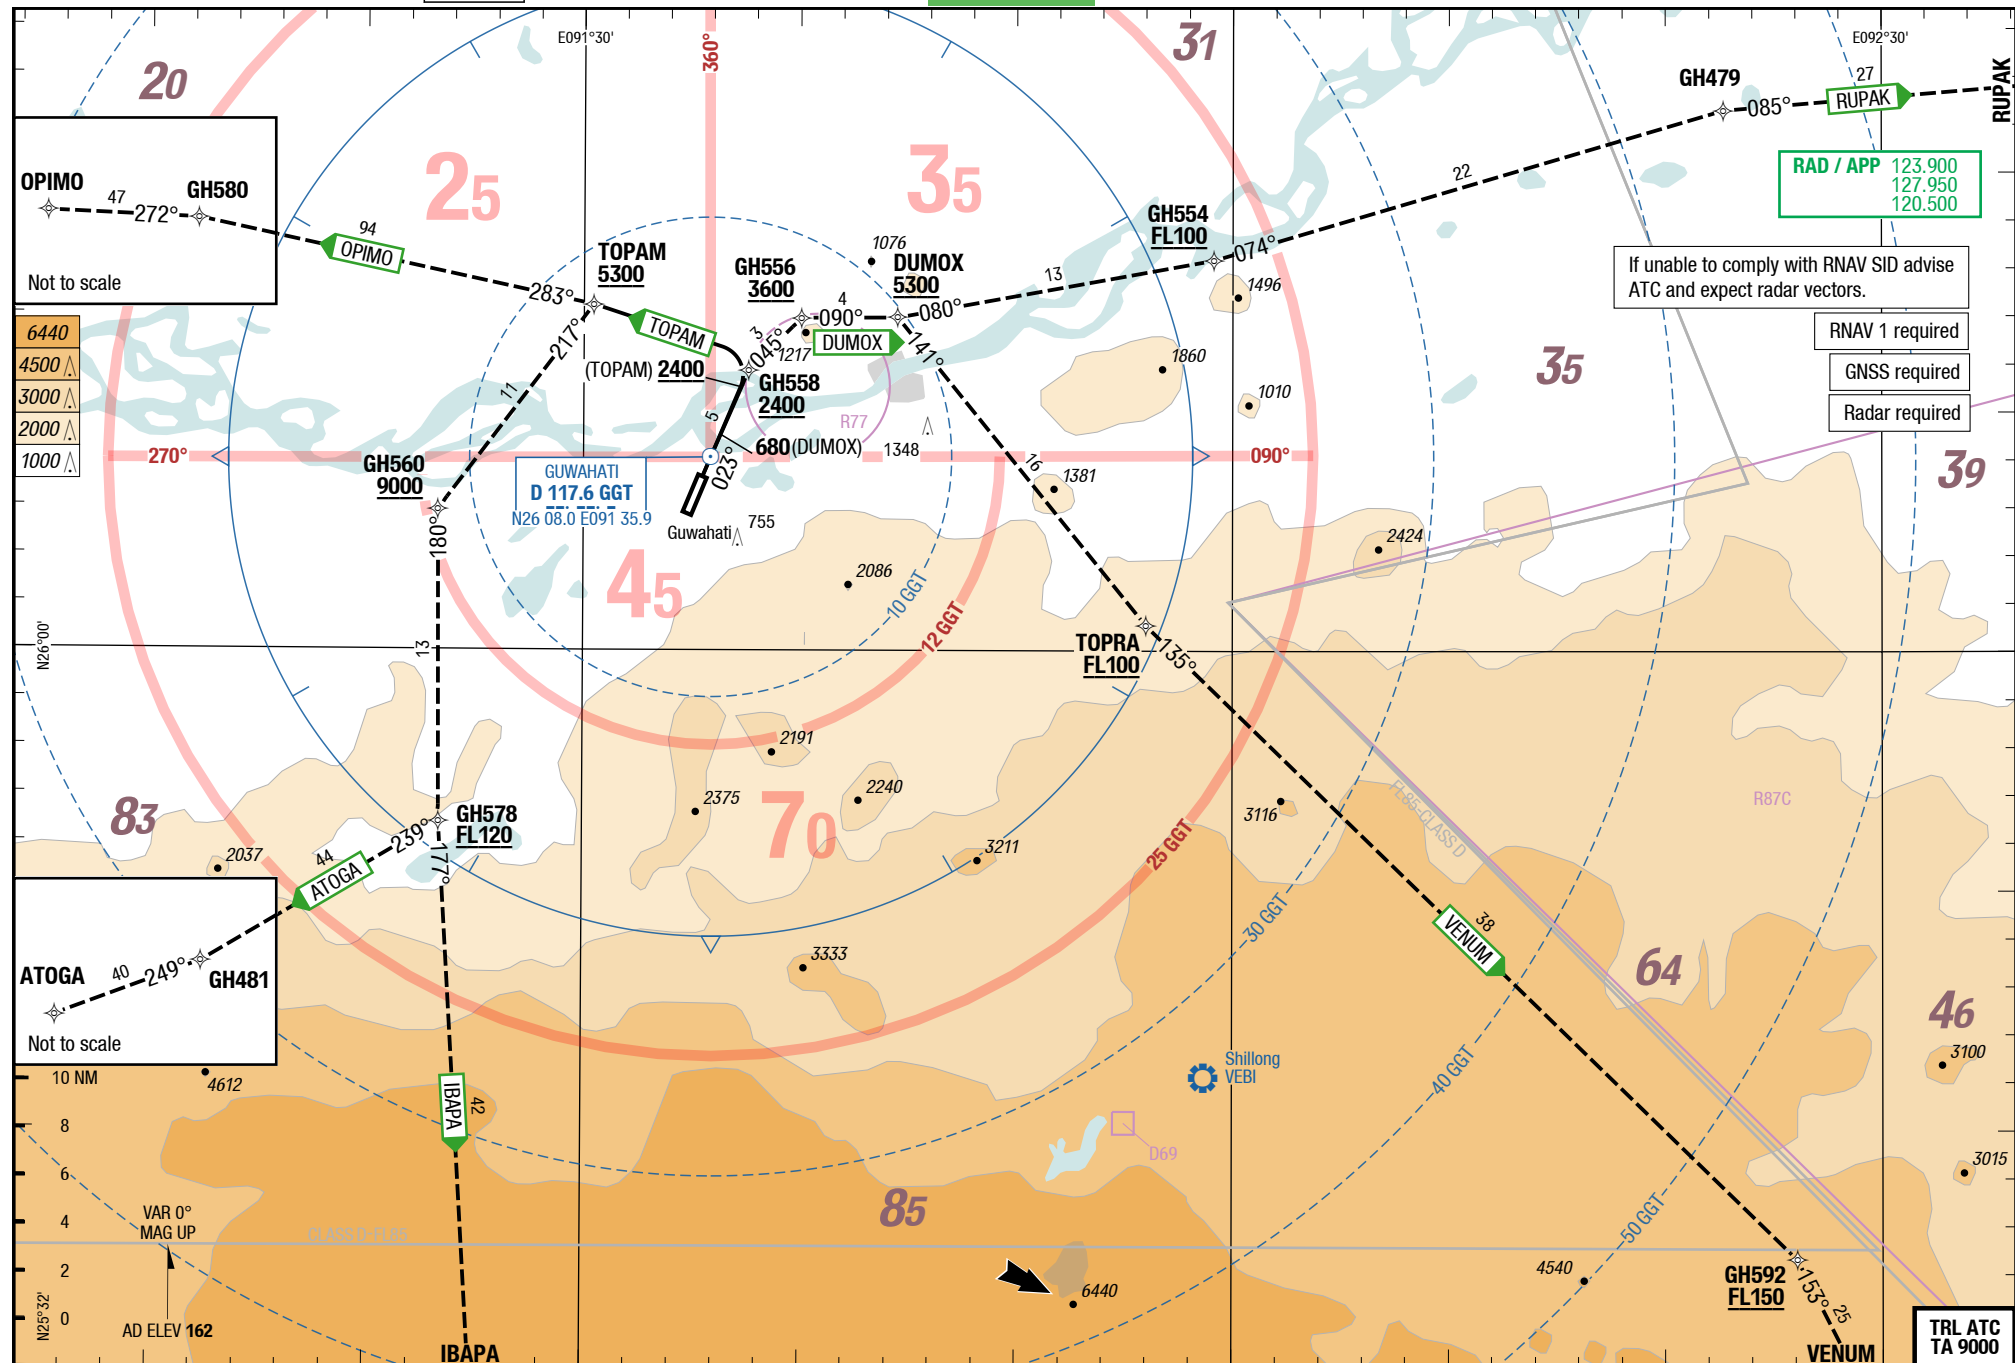 E091°30'
360°
31
E092°30'
20
GH479
085°
27
RUPAK
RUPAK
25
35
22
RAD / APP 123.900
127.950
120.500
OPIMO
47
272°
GH580
Not to scale
94
OPIMO
283°
TOPAM
5300
TOPAM
217°
11
GH556
3600
1076
DUMOX
5300
4
090°
080°
DUMOX
13
GH554
FL100
074°
1496
If unable to comply with RNAV SID advise
ATC and expect radar vectors.
RNAV 1 required
GNSS required
Radar required
6440
4500
3000
2000
1000
3
045°
1217
141°
(TOPAM) 2400
GH558
2400
1860
1010
35
5
R77
680 (DUMOX)
1348
023°
270°
090°
GH560
9000
GUWAHATI
D 117.6 GGT
N26 08.0 E091 35.9
Guwahati
755
16
1381
39
180°
2424
45
2086
10 GGT
12 GGT
N26°00'
13
TOPRA
FL100
135°
2191
2375
2240
70
83
GH578
FL120
239°
177°
2037
44
ATOGA
3211
25 GGT
3116
FL85-CLASS D
R87C
30 GGT
38
VENUM
64
46
3333
ATOGA
40
249°
GH481
Not to scale
10 NM
8
6
4
2
0
4612
IBAPA
42
Shillong
VEBI
40 GGT
3100
D69
3015
85
VAR 0°
MAG UP
CLASS D-FL85
50 GGT
4540
6440
GH592
FL150
153°
25
N25°32'
AD ELEV 162
IBAPA
VENUM
TRL ATC
TA 9000